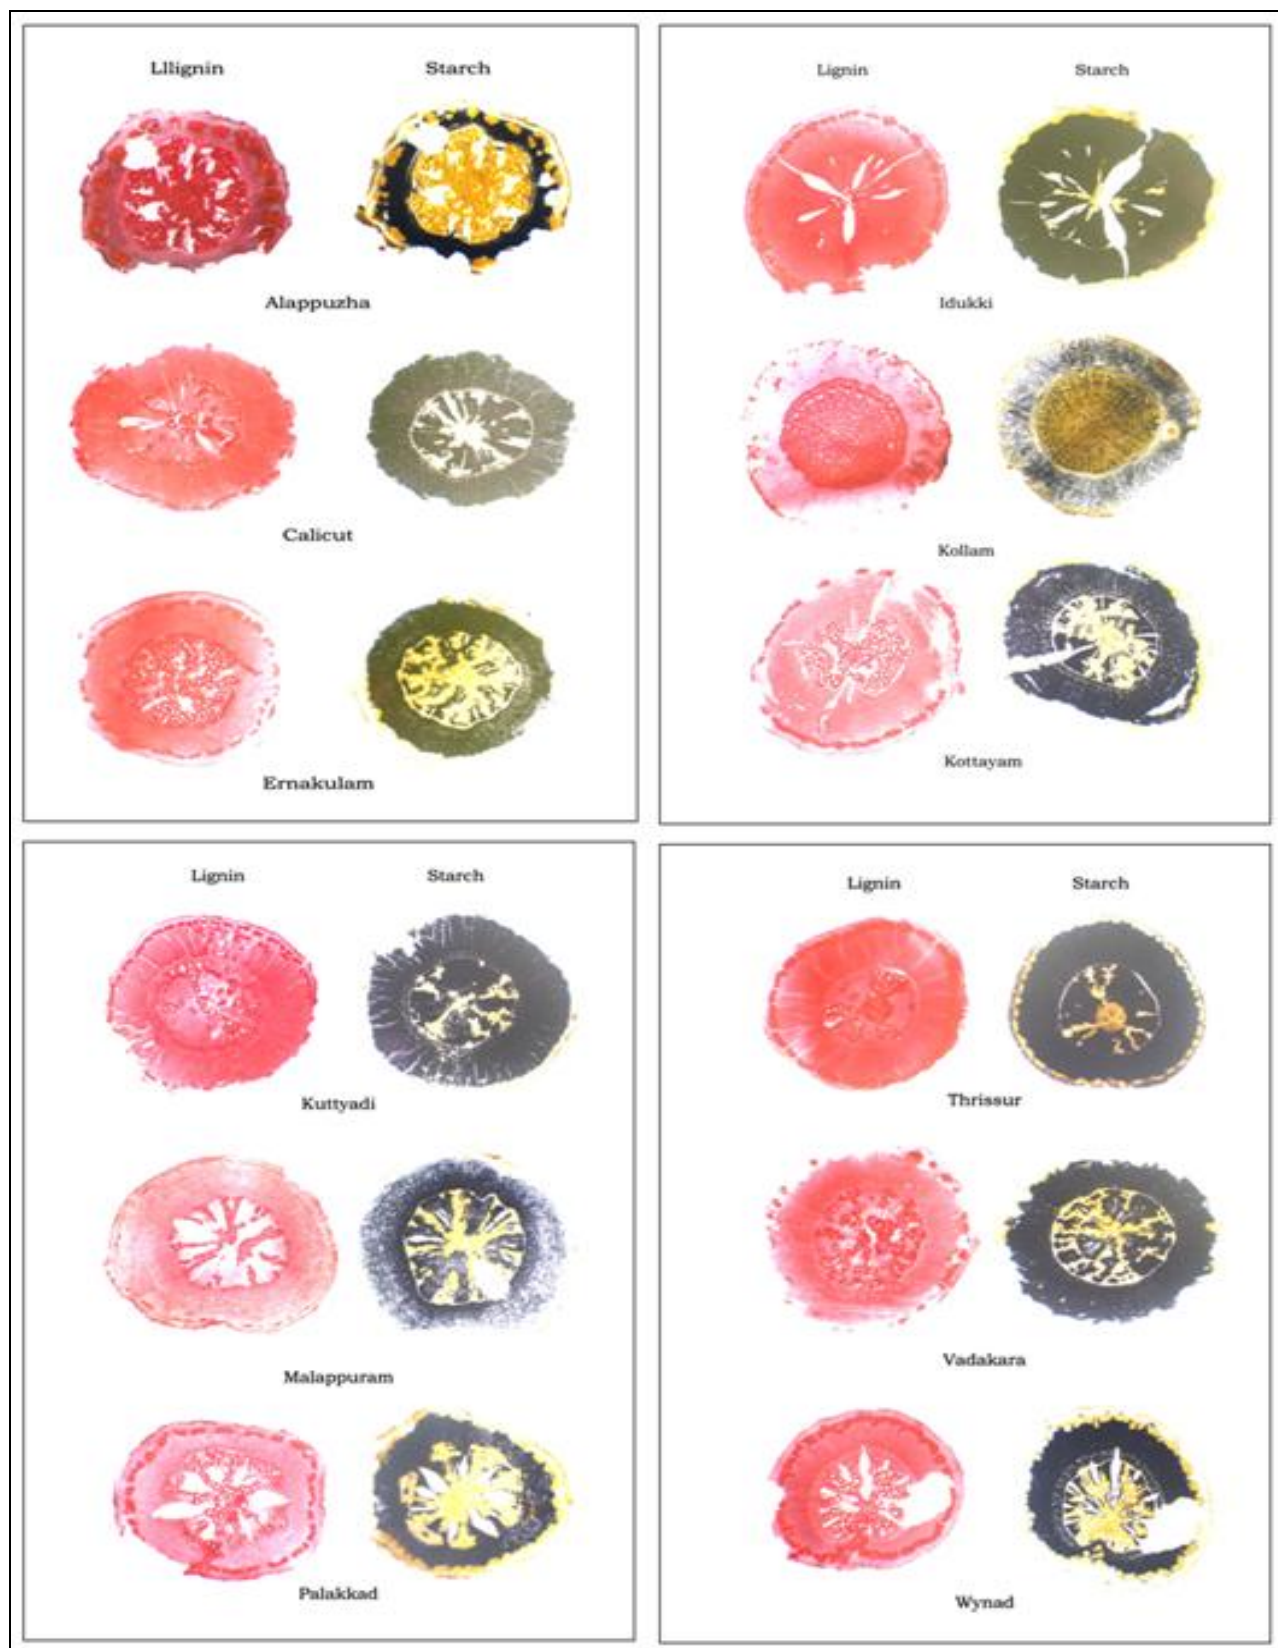 Lllignin Starch
Alappuzha
Calicut
Ernakulam
Lignin Starch
Idukki
Kollam
Kottayam
Lignin Starch
Kuttyadi
Malappuram
Palakkad
Lignin Starch
Thrissur
Vadakara
Wynad